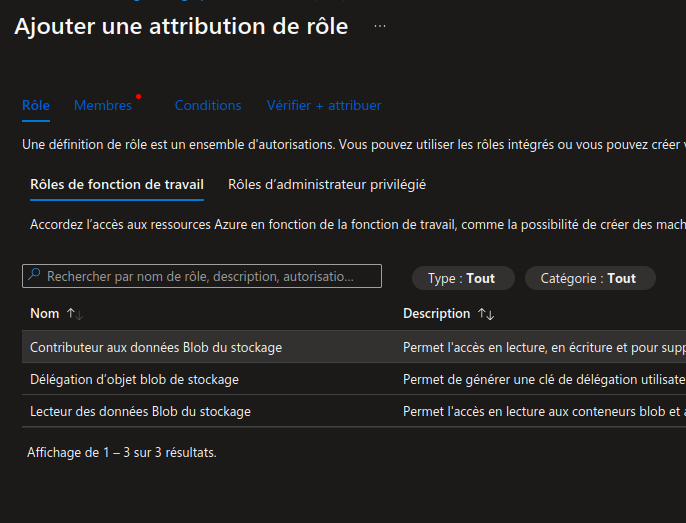 Ajouter une attribution de rôle ...
Rôle Membres Conditions Vérifier + attribuer
Une définition de rôle est un ensemble d'autorisations. Vous pouvez utiliser les rôles intégrés ou vous pouvez créer
Rôles de fonction de travail Rôles d'administrateur privilégié
Accordez l'accès aux ressources Azure en fonction de la fonction de travail, comme la possibilité de créer des mach
Rechercher par nom de rôle, description, autorisatio... Type : Tout Catégorie : Tout
Nom ↑↓ Description ↑↓
Contributeur aux données Blob du stockage Permet l'accès en lecture, en écriture et pour supp
Délégation d'objet blob de stockage Permet de générer une clé de délégation utilisate
Lecteur des données Blob du stockage Permet l'accès en lecture aux conteneurs blob et
Affichage de 1 – 3 sur 3 résultats.